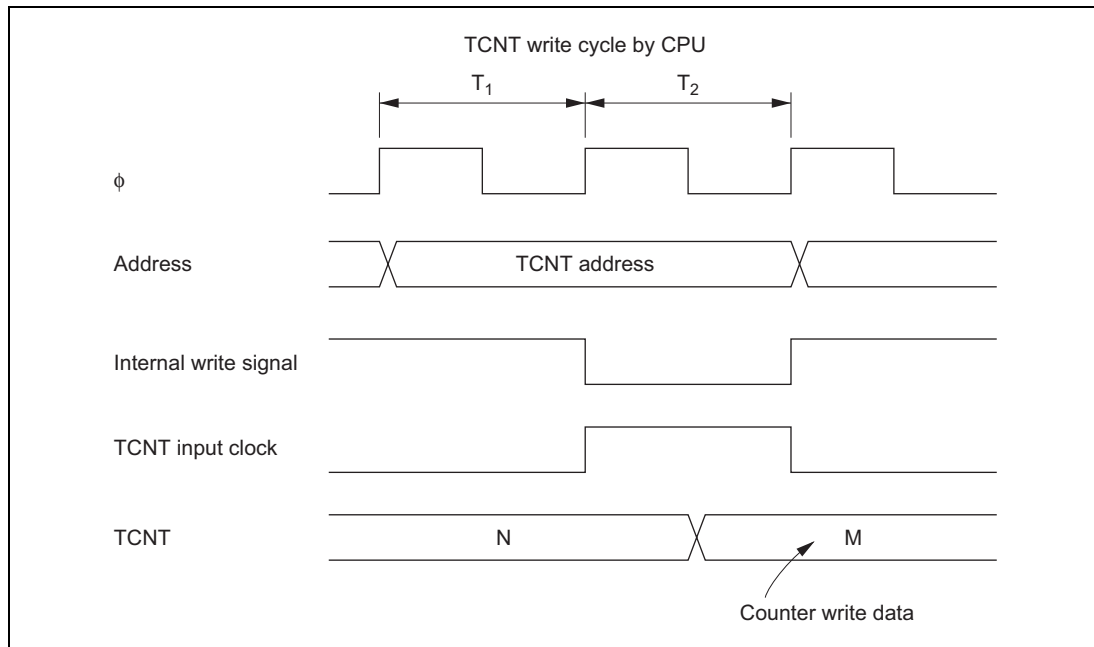 TCNT write cycle by CPU
T1 T2
ϕ
Address TCNT address
Internal write signal
TCNT input clock
TCNT N M
Counter write data